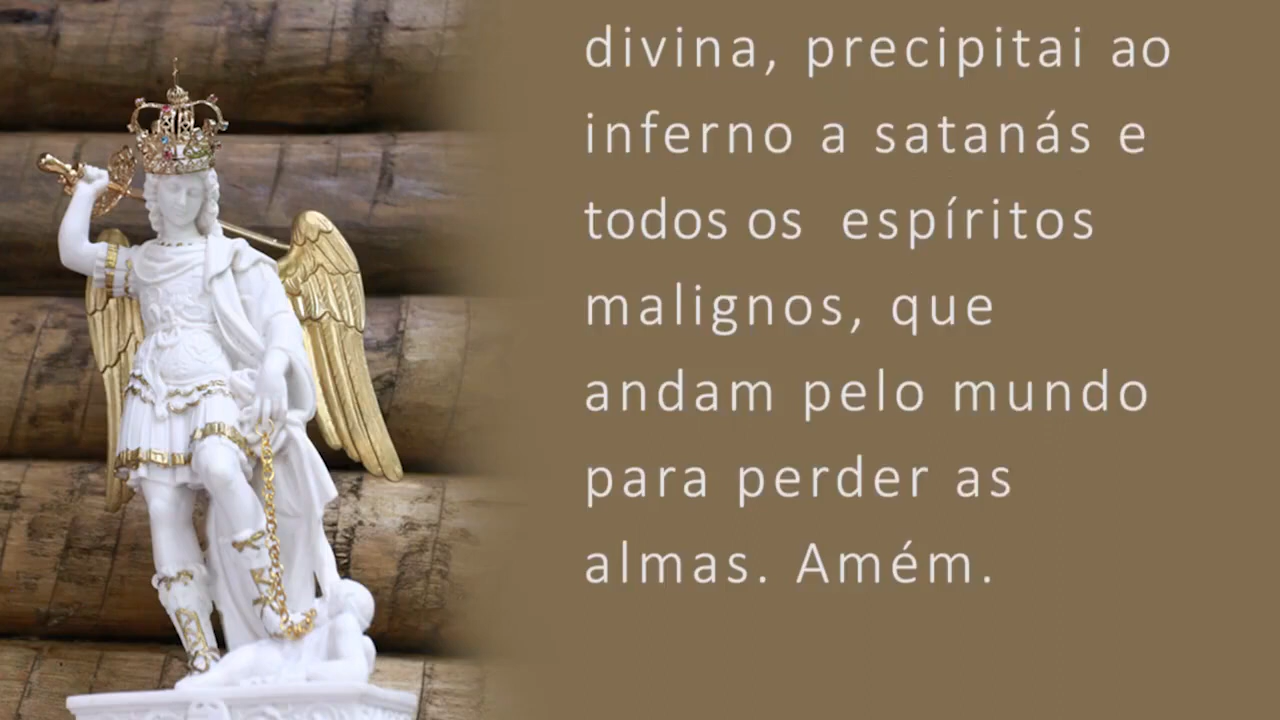 divina, precipitai ao
inferno a satanás e
todos os espíritos
malignos, que
andam pelo mundo
para perder as
almas. Amém.